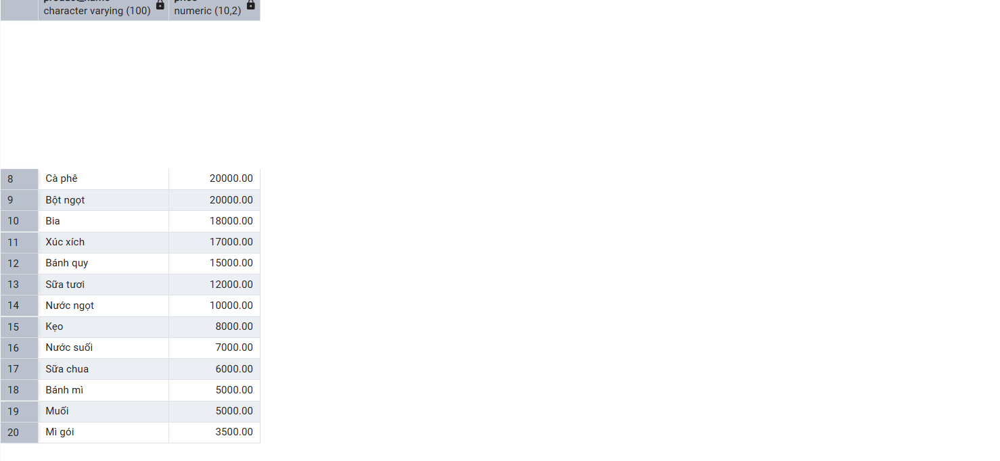 product_name price
character varying (100) numeric (10,2)
8 Cà phê 20000.00
9 Bột ngọt 20000.00
10 Bia 18000.00
11 Xúc xích 17000.00
12 Bánh quy 15000.00
13 Sữa tươi 12000.00
14 Nước ngọt 10000.00
15 Kẹo 8000.00
16 Nước suối 7000.00
17 Sữa chua 6000.00
18 Bánh mì 5000.00
19 Muối 5000.00
20 Mì gói 3500.00